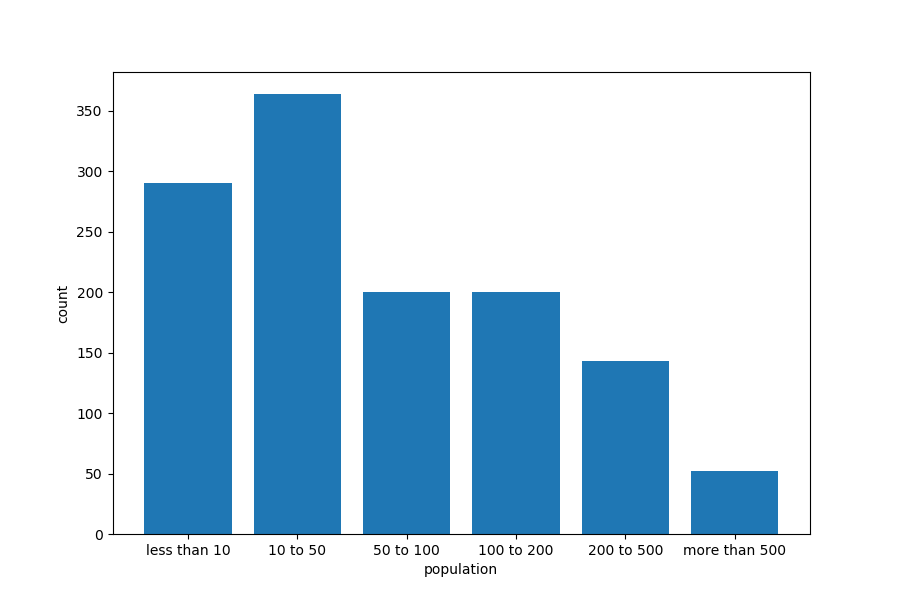 350
300
250
200
150
100
50
0
count
less than 10
10 to 50
50 to 100
100 to 200
200 to 500
more than 500
population